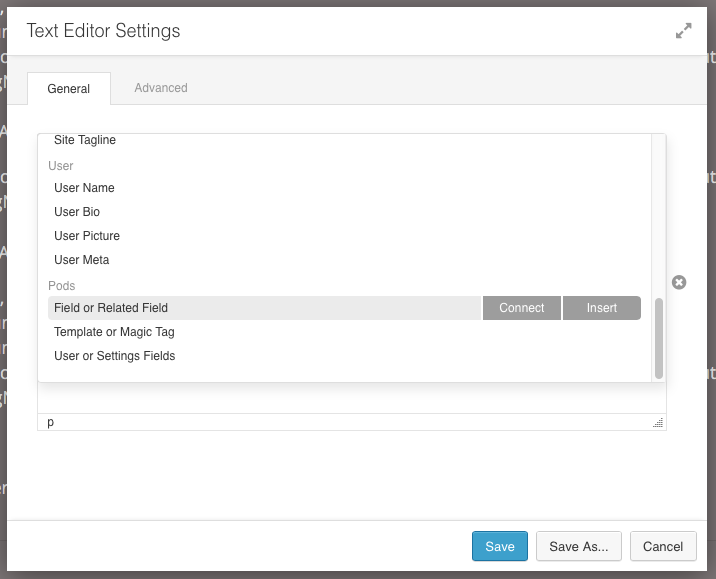 Text Editor Settings
General Advanced
Site Tagline
User
User Name
User Bio
User Picture
User Meta
Pods
Field or Related Field Connect Insert
Template or Magic Tag
User or Settings Fields
p
Save Save As... Cancel